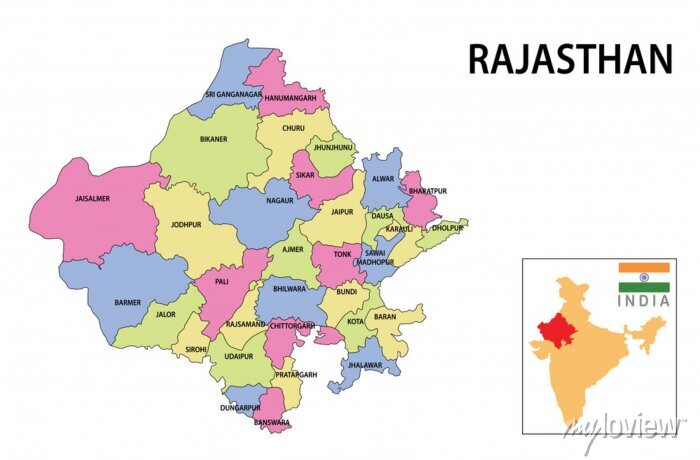 RAJASTHAN
SRI GANGANAGAR
HANUMANGARH
BIKANER
CHURU
JHUNJHUNU
SIKAR
ALWAR
BHARATPUR
JAISALMER
NAGAUR
JAIPUR
DAUSA
KARAULI
DHOLPUR
JODHPUR
AJMER
TONK
SAWAI
MADHOPUR
PALI
BHILWARA
BUNDI
BARMER
JALOR
RAJSAMAND
CHITTORGARH
KOTA
BARAN
SIROHI
UDAIPUR
PRATAPGARH
JHALAWAR
DUNGARPUR
BANSWARA
INDIA
myloview